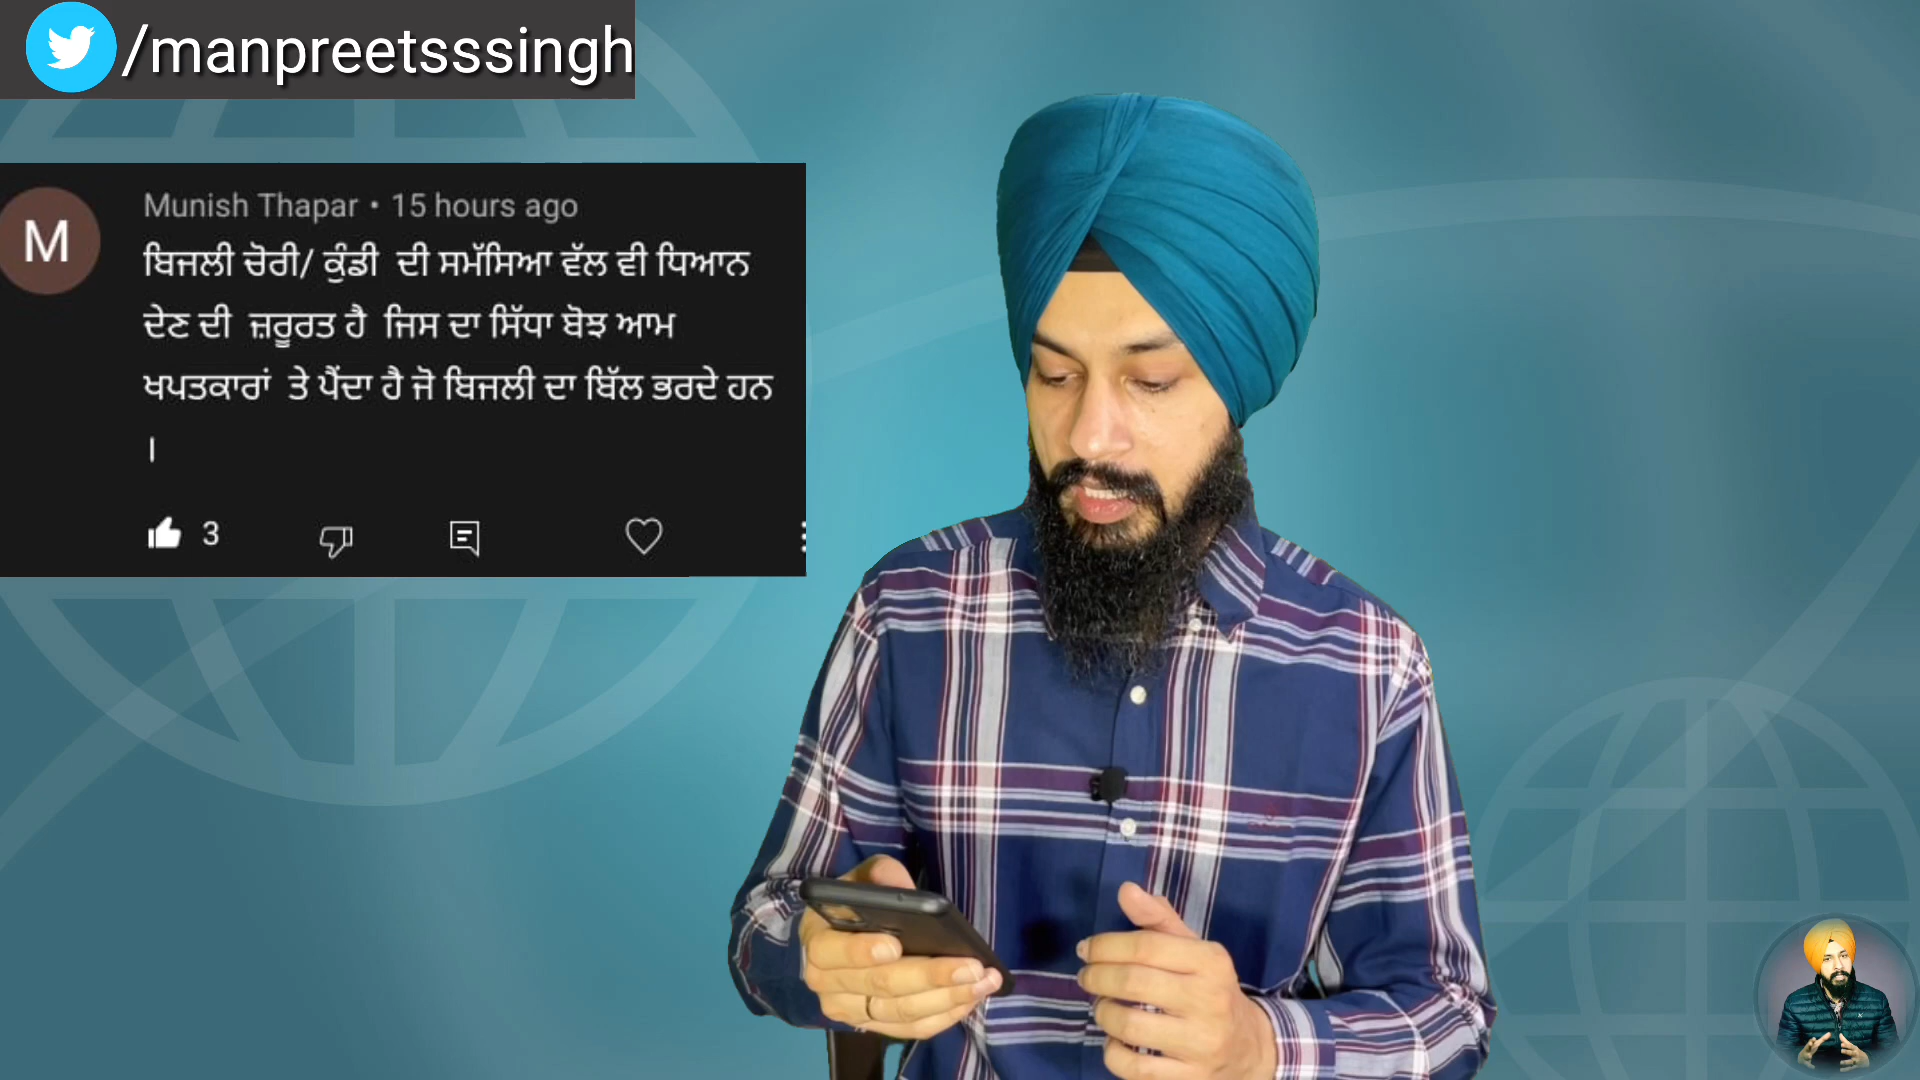 /manpreetsssingh
M
Munish Thapar • 15 hours ago
ਬਿਜਲੀ ਚੋਰੀ/ ਕੁੰਡੀ ਦੀ ਸਮੱਸਿਆ ਵੱਲ ਵੀ ਧਿਆਨ
ਦੇਣ ਦੀ ਜ਼ਰੂਰਤ ਹੈ ਜਿਸ ਦਾ ਸਿੱਧਾ ਬੋਝ ਆਮ
ਖਪਤਕਾਰਾਂ ਤੇ ਪੈਂਦਾ ਹੈ ਜੋ ਬਿਜਲੀ ਦਾ ਬਿੱਲ ਭਰਦੇ ਹਨ
।
3